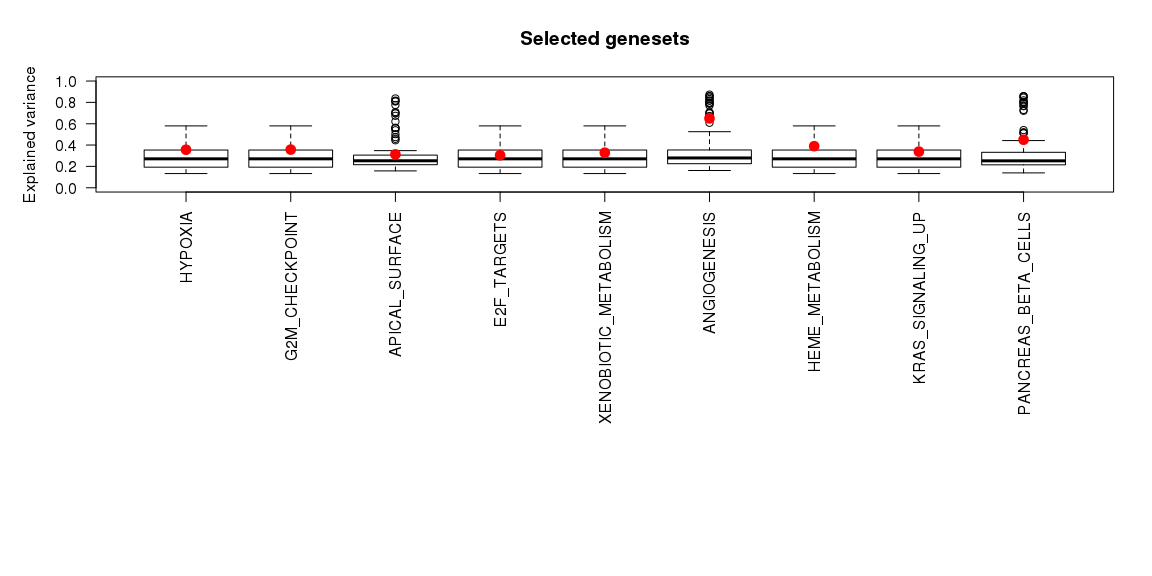 Selected genesets
Explained variance
1.0
0.8
0.6
0.4
0.2
0.0
HYPOXIA
G2M_CHECKPOINT
APICAL_SURFACE
E2F_TARGETS
XENOBIOTIC_METABOLISM
ANGIOGENESIS
HEME_METABOLISM
KRAS_SIGNALING_UP
PANCREAS_BETA_CELLS